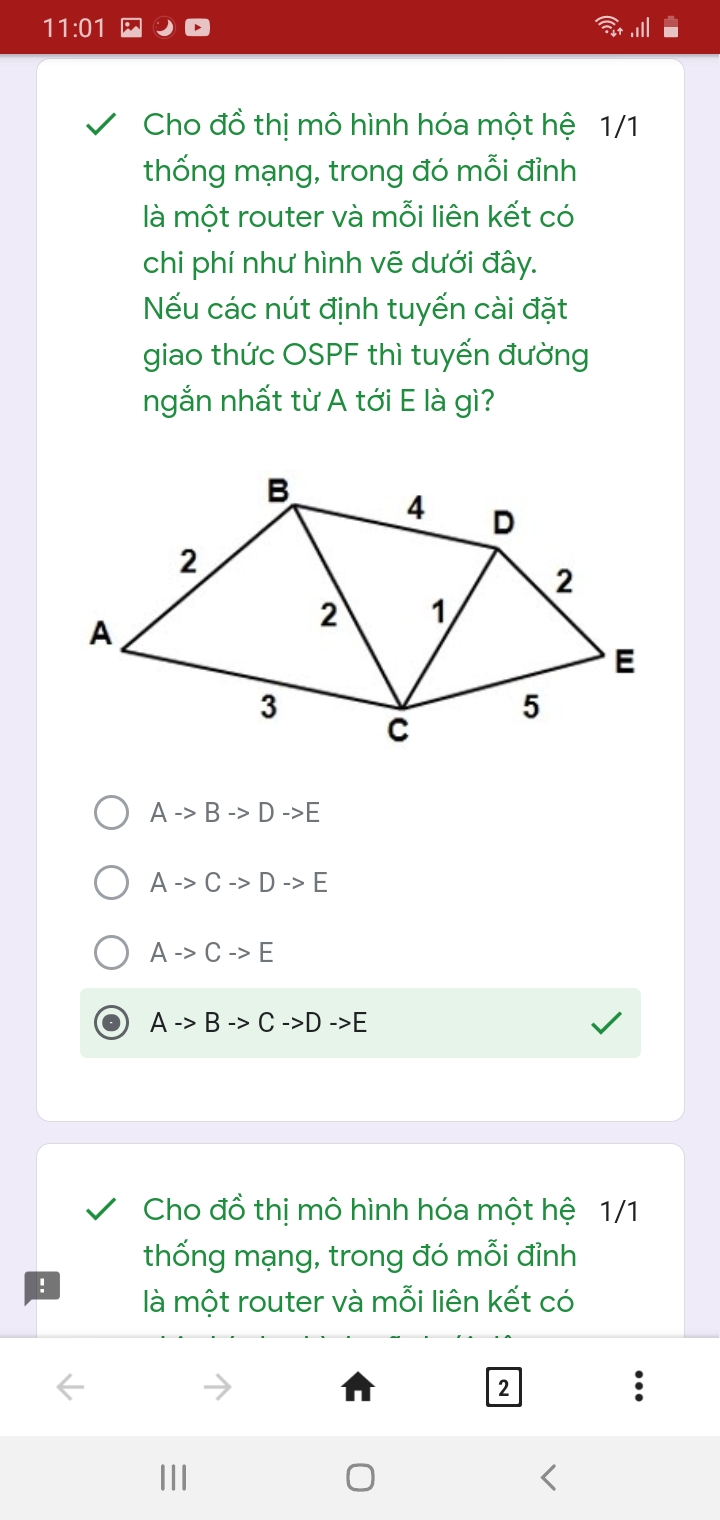 11:01
Cho đồ thị mô hình hóa một hệ 1/1
thống mạng, trong đó mỗi đỉnh
là một router và mỗi liên kết có
chi phí như hình vẽ dưới đây.
Nếu các nút định tuyến cài đặt
giao thức OSPF thì tuyến đường
ngắn nhất từ A tới E là gì?
B
4
D
2
2
2
1
A
E
3
5
C
A -> B -> D ->E
A -> C -> D -> E
A -> C -> E
A -> B -> C ->D ->E
Cho đồ thị mô hình hóa một hệ 1/1
thống mạng, trong đó mỗi đỉnh
là một router và mỗi liên kết có
2